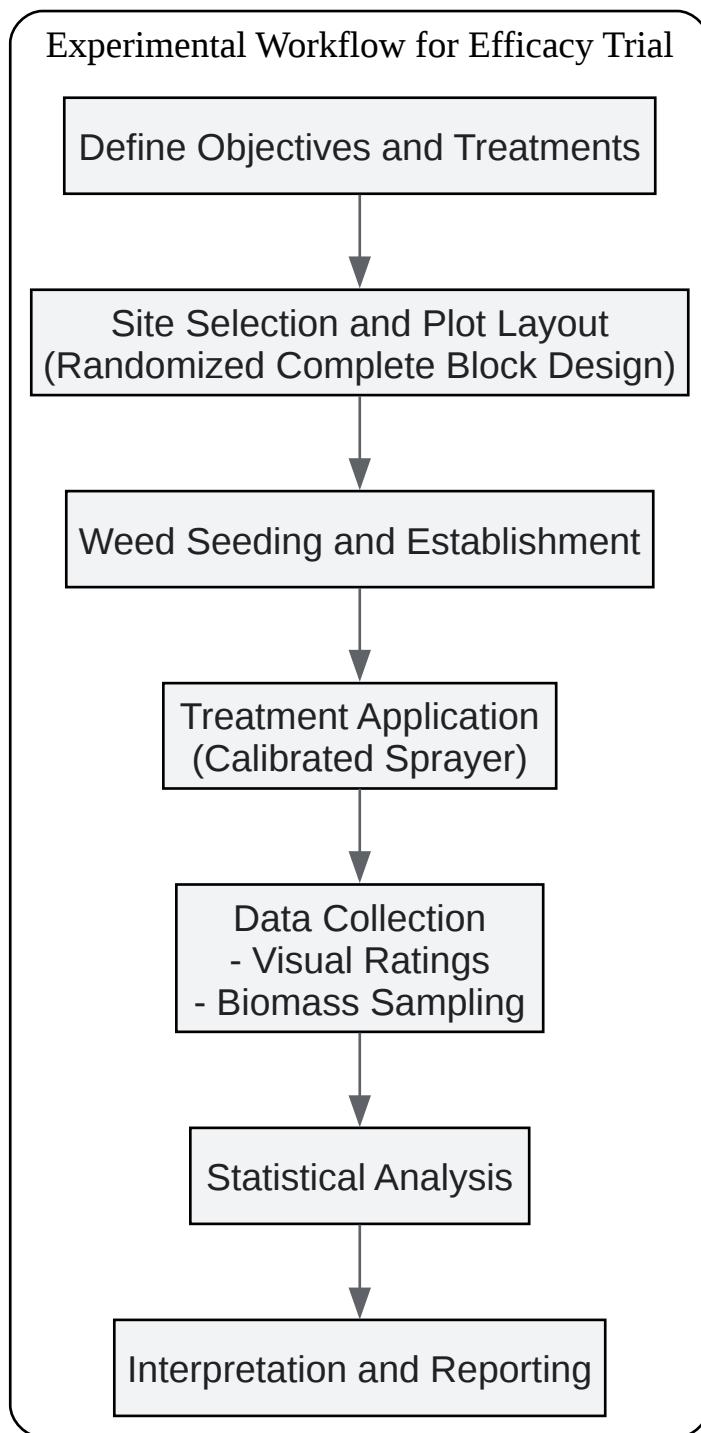 Experimental Workflow for Efficacy Trial
Define Objectives and Treatments
Site Selection and Plot Layout
(Randomized Complete Block Design)
Weed Seeding and Establishment
Treatment Application
(Calibrated Sprayer)
Data Collection
- Visual Ratings
- Biomass Sampling
Statistical Analysis
Interpretation and Reporting